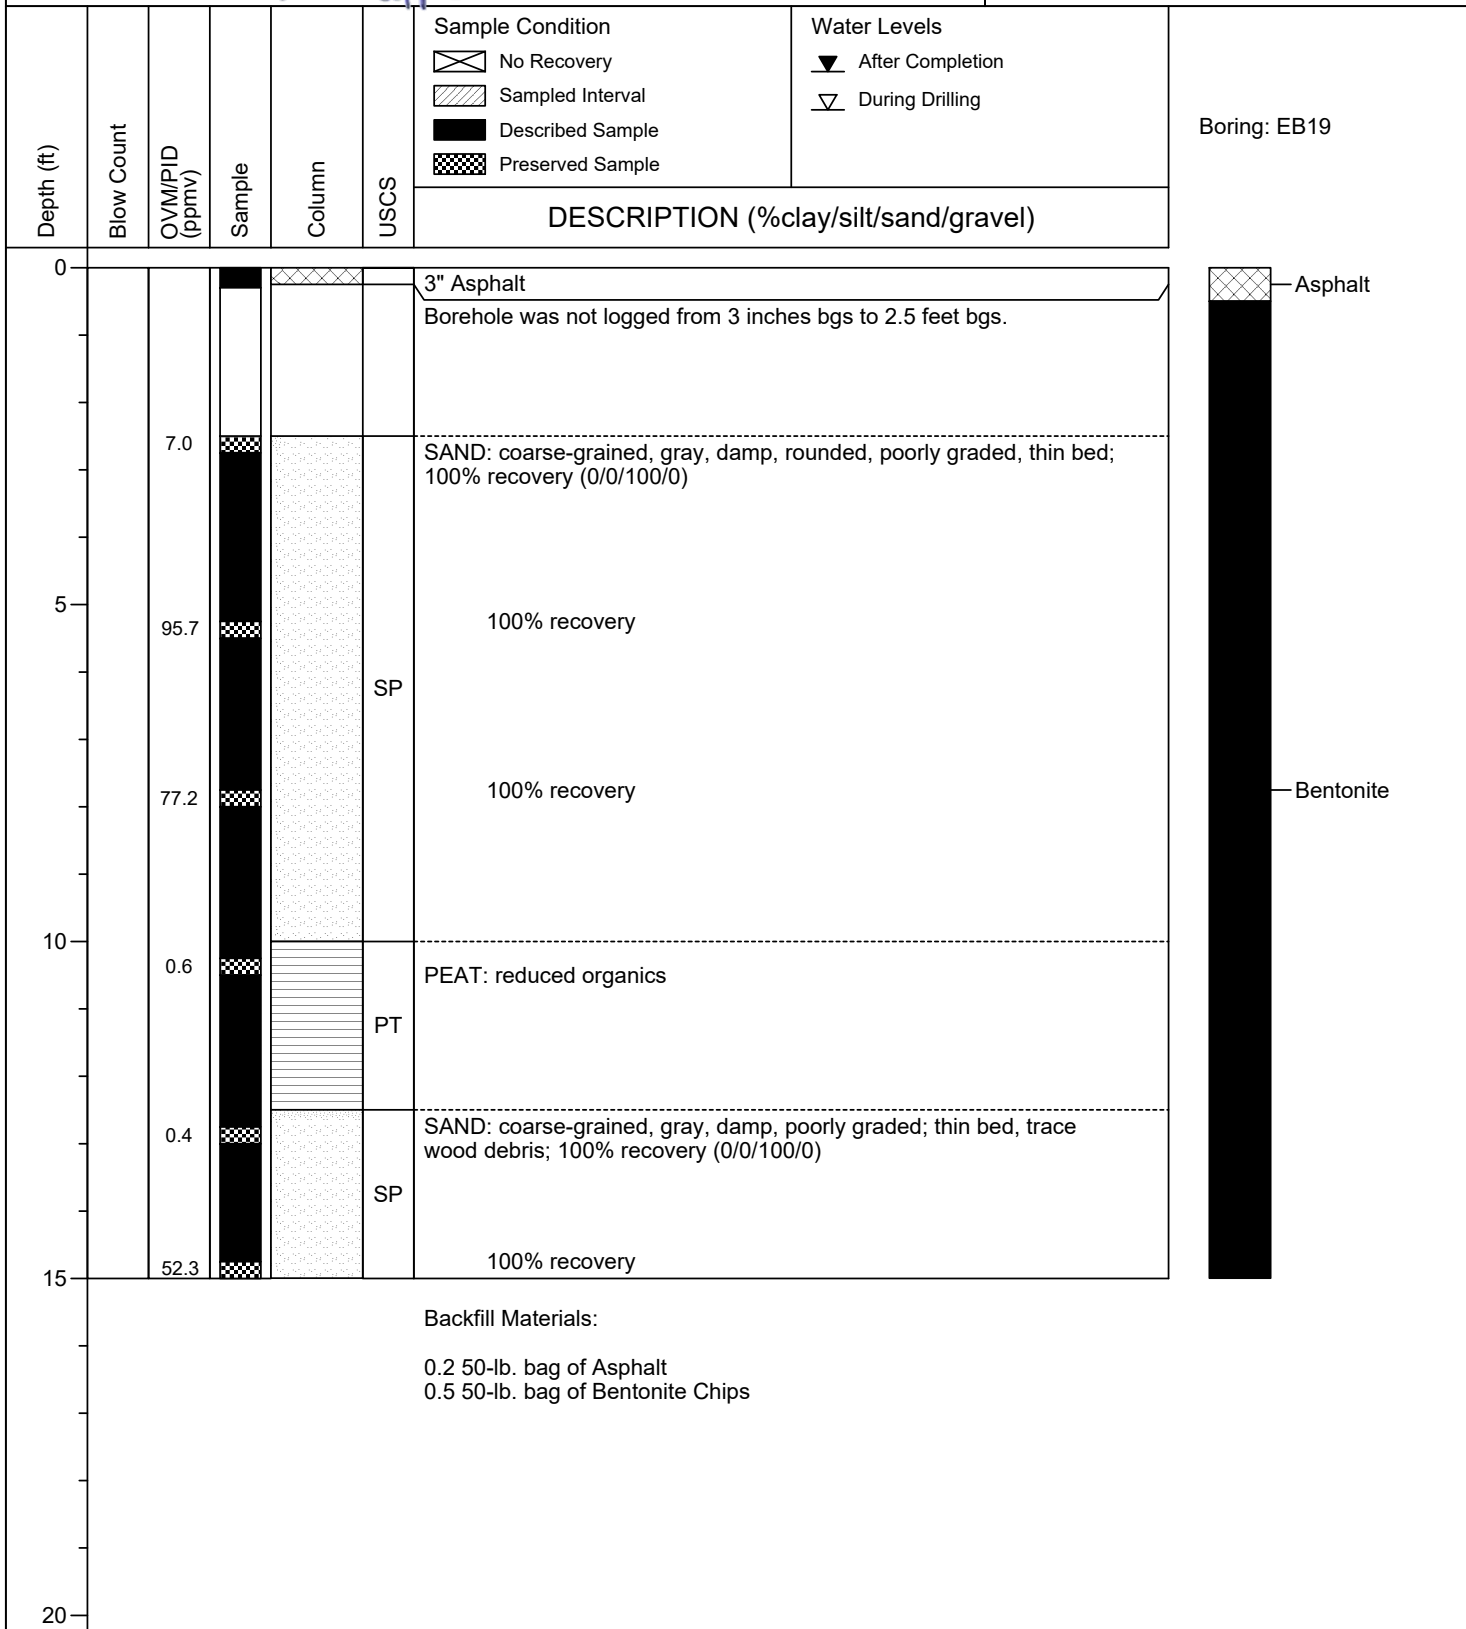 Sample Condition
No Recovery
Sampled Interval
Described Sample
Preserved Sample
Water Levels
After Completion
During Drilling
Boring: EB19
Depth (ft)
Blow Count
OVM/PID
(ppmv)
Sample
Column
USCS
DESCRIPTION (%clay/silt/sand/gravel)
0
3" Asphalt
Asphalt
Borehole was not logged from 3 inches bgs to 2.5 feet bgs.
7.0
SAND: coarse-grained, gray, damp, rounded, poorly graded, thin bed;
100% recovery (0/0/100/0)
5
95.7
100% recovery
SP
77.2
100% recovery
Bentonite
10
0.6
PEAT: reduced organics
PT
0.4
SAND: coarse-grained, gray, damp, poorly graded; thin bed, trace
wood debris; 100% recovery (0/0/100/0)
SP
52.3
100% recovery
15
Backfill Materials:
0.2 50-lb. bag of Asphalt
0.5 50-lb. bag of Bentonite Chips
20